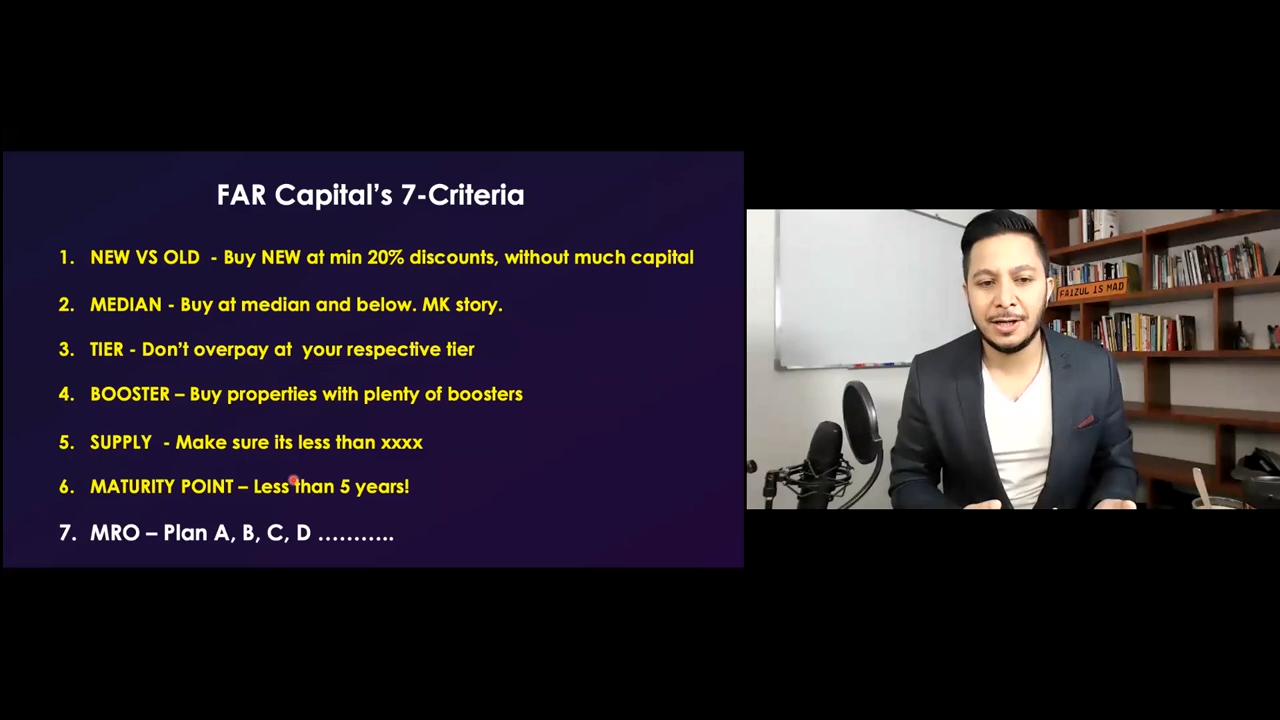 FAR Capital's 7-Criteria
1. NEW VS OLD - Buy NEW at min 20% discounts, without much capital
2. MEDIAN - Buy at median and below. MK story.
3. TIER - Don't overpay at your respective tier
4. BOOSTER – Buy properties with plenty of boosters
5. SUPPLY - Make sure its less than xxxx
6. MATURITY POINT – Less than 5 years!
7. MRO – Plan A, B, C, D ...........
FAIZUL IS MAD